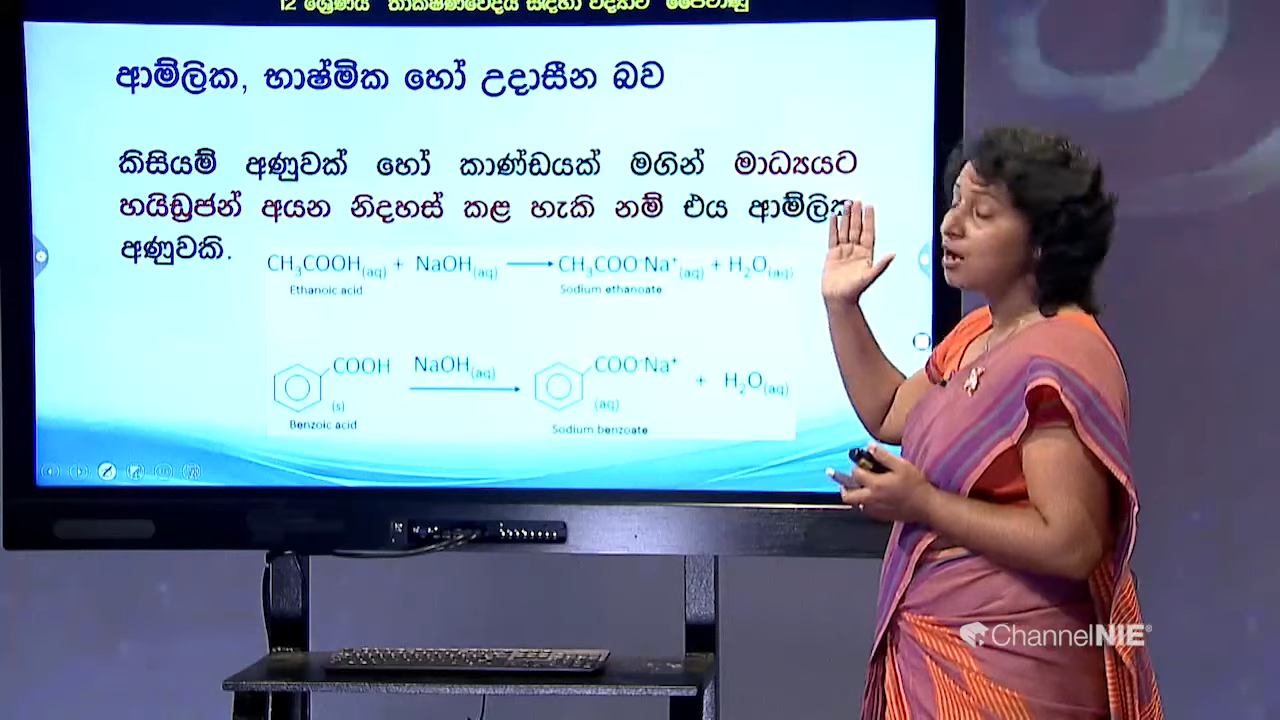 12 ශ්‍රේණිය තාක්ෂණවේදය සඳහා විද්‍යාව
ආම්ලික, භාෂ්මික හෝ උදාසීන බව
කිසියම් අණුවක් හෝ කාණ්ඩයක් මගින් මාධ්‍යයට
හයිඩ්‍රජන් අයන නිදහස් කළ හැකි නම් එය ආම්ලික
අණුවකි.
CH₃COOH(aq) + NaOH(aq) ⟶ CH₃COO⁻Na⁺(aq) + H₂O(aq)
Ethanoic acid Sodium ethanoate
COOH NaOH(aq) COO⁻Na⁺ + H₂O(aq)
(s) (aq)
Benzoic acid Sodium benzoate
ChannelNIE®